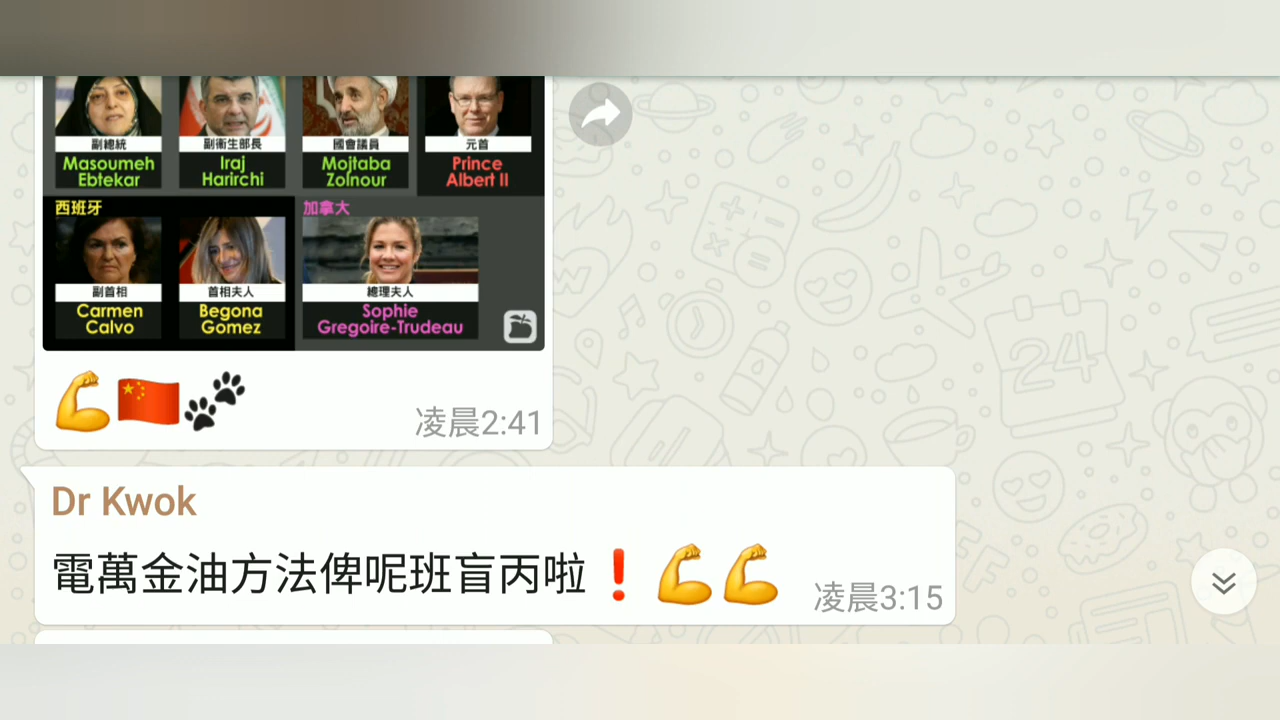 副總統 副衞生部長 國會議員 元首
Masoumeh Iraj Mojtaba Prince
Ebtekar Harirchi Zolnour Albert II
西班牙 加拿大
副首相 首相夫人 總理夫人
Carmen Begona Sophie
Calvo Gomez Gregoire-Trudeau
凌晨2:41
Dr Kwok
電萬金油方法俾呢班盲丙啦❗💪💪
凌晨3:15